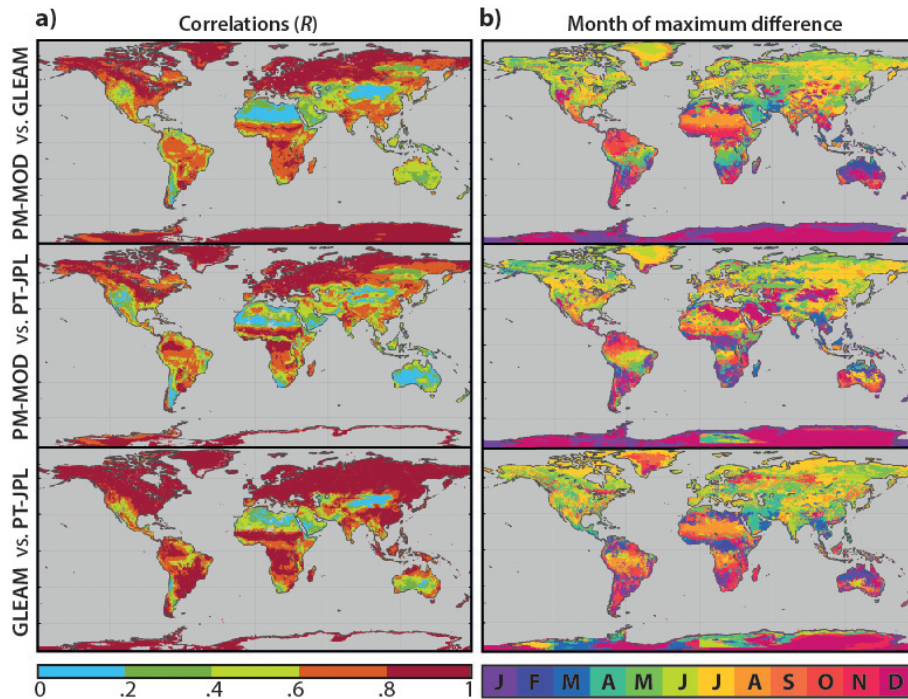 a) Correlations (R)
b) Month of maximum difference
PM-MOD vs. GLEAM
PM-MOD vs. PT-JPL
GLEAM vs. PT-JPL
0 .2 .4 .6 .8 1
J F M A M J J A S O N D